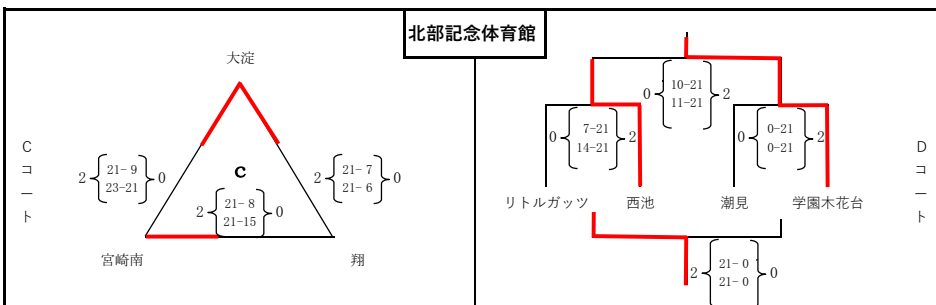 北部記念体育館
大淀
Cコート
2 21-9 0
23-21
C
2 21-7 0
21-6
2 21-8 0
21-15
宮崎南
翔
0 10-21 2
11-21
0 7-21 2
14-21
0 0-21 2
0-21
リトルガッツ 西池 潮見 学園木花台
2 21-0 0
21-0
Dコート